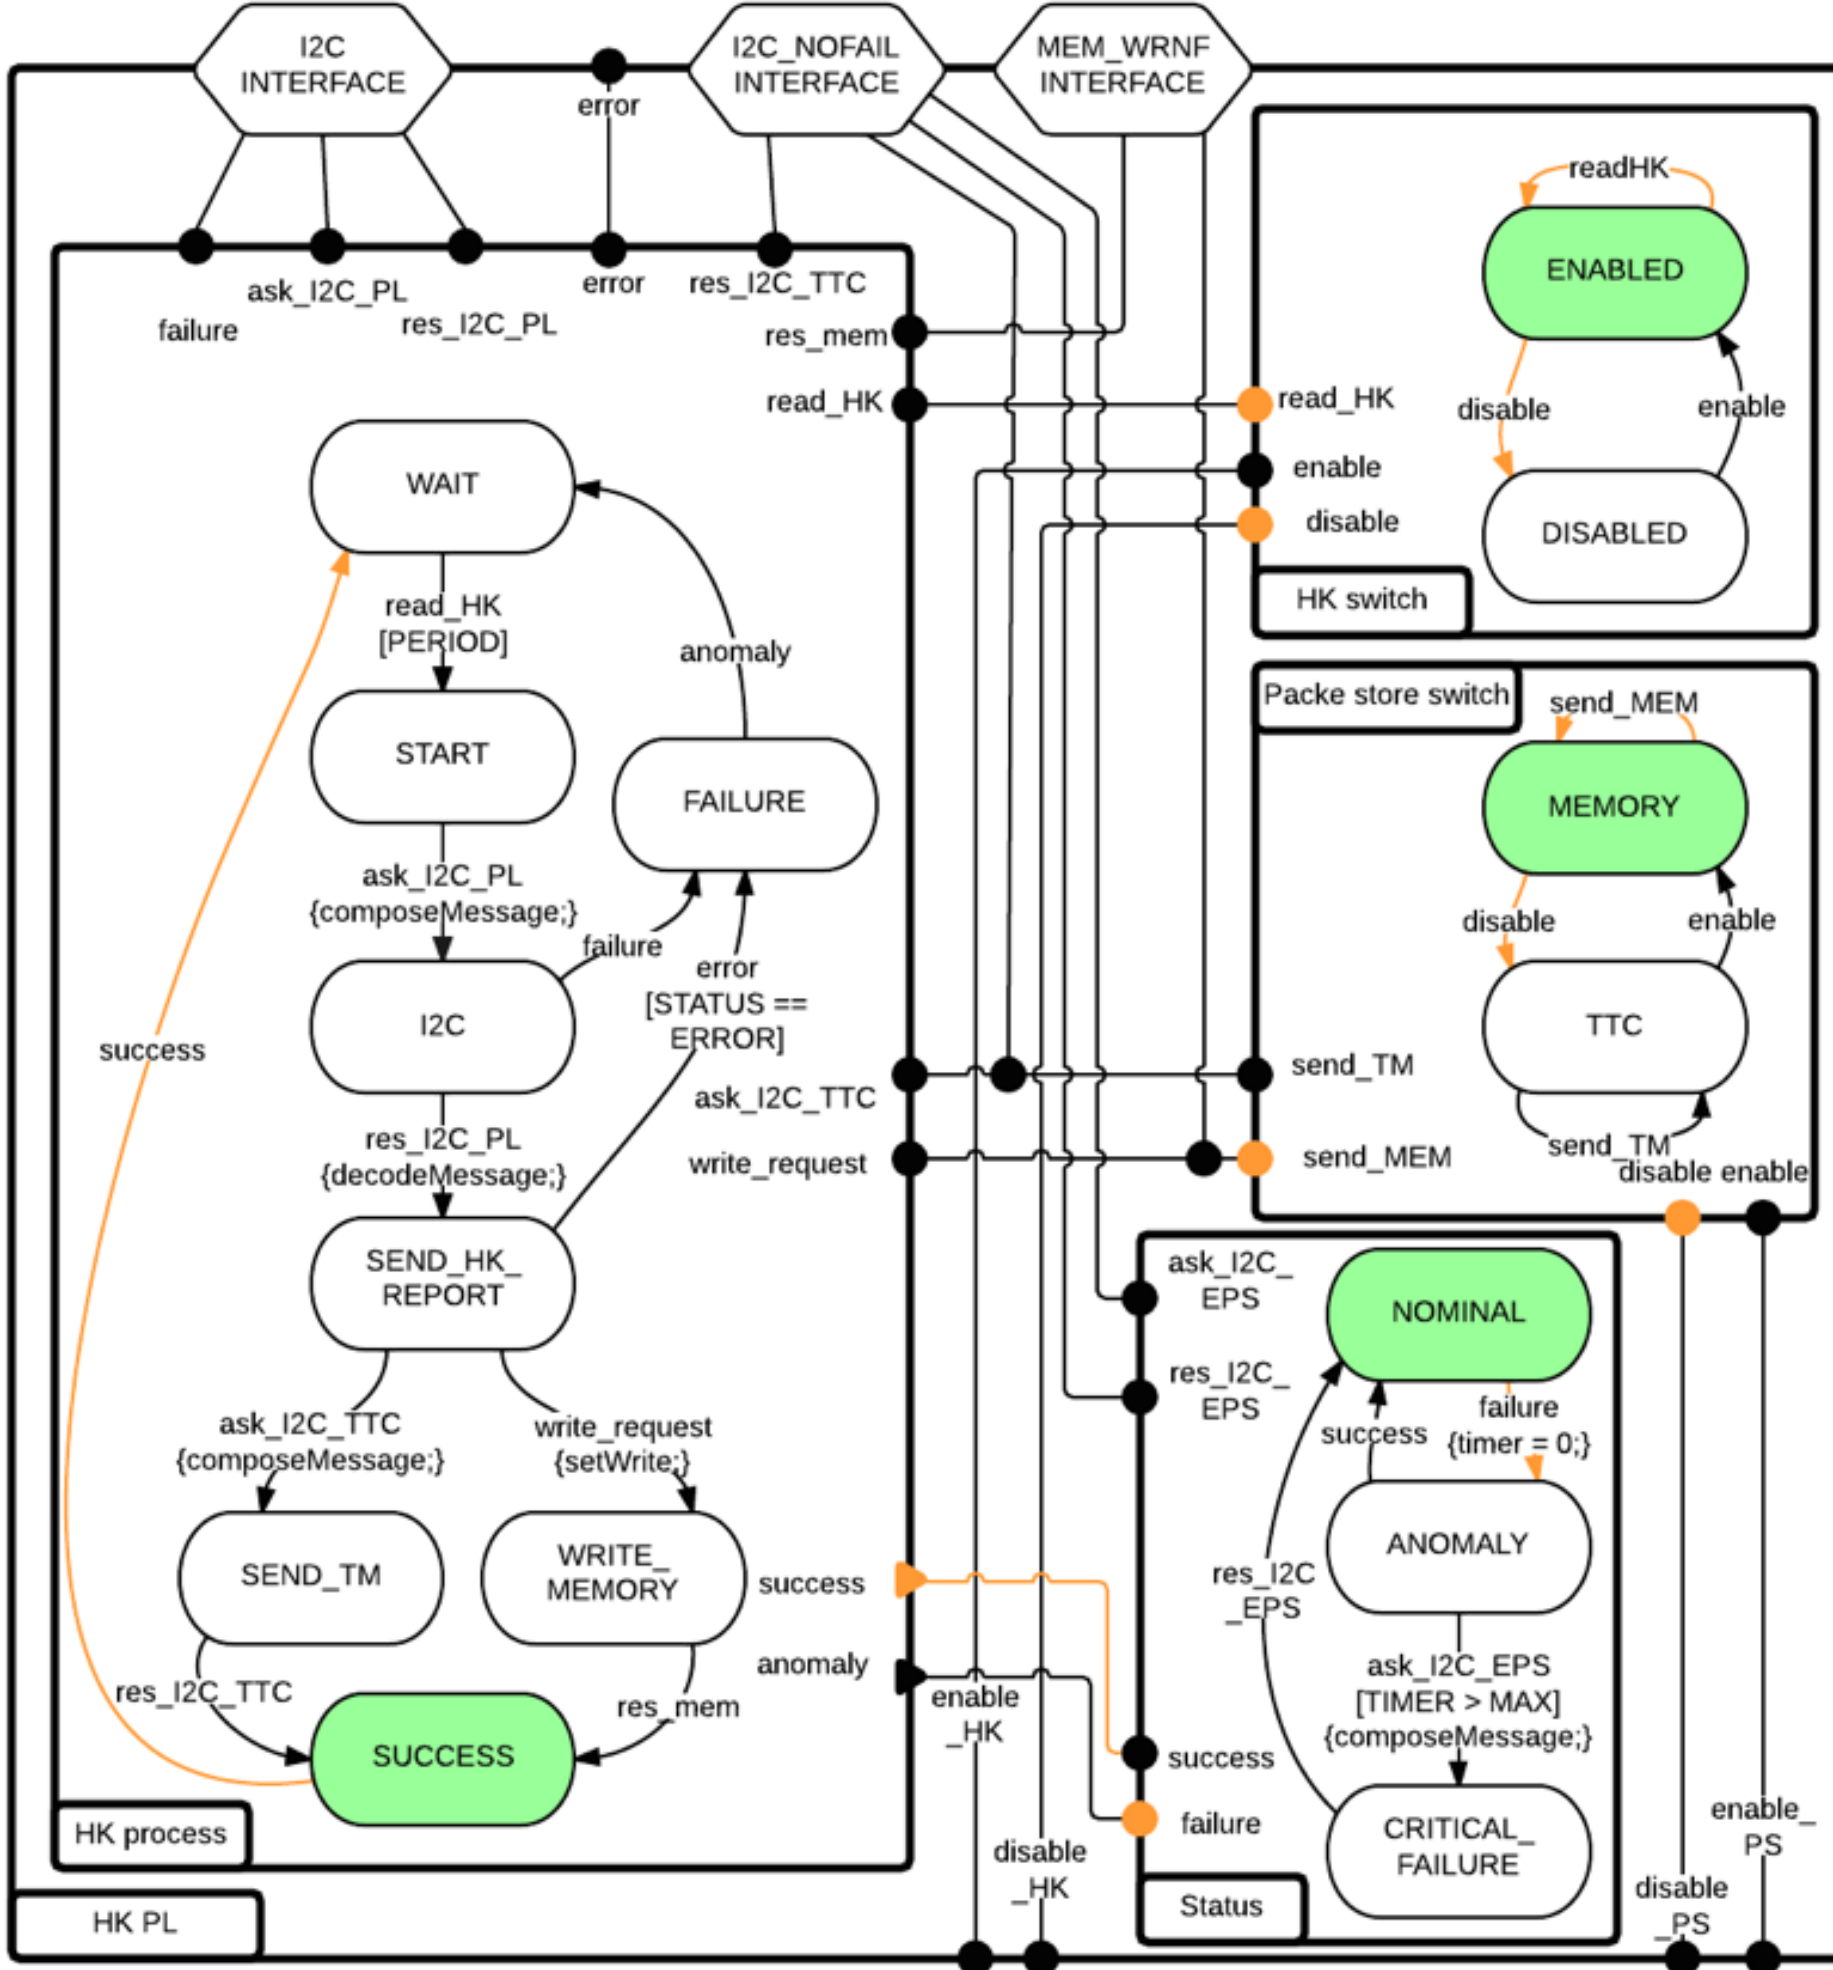 I2C
INTERFACE
error
I2C_NOFAIL
INTERFACE
MEM_WRNF
INTERFACE
failure
ask_I2C_PL
res_I2C_PL
error
res_I2C_TTC
res_mem
read_HK
WAIT
read_HK
[PERIOD]
START
anomaly
FAILURE
ask_I2C_PL
{composeMessage;}
failure
I2C
error
[STATUS ==
ERROR]
success
res_I2C_PL
{decodeMessage;}
ask_I2C_TTC
write_request
SEND_HK_
REPORT
ask_I2C_TTC
{composeMessage;}
write_request
{setWrite;}
SEND_TM
WRITE_
MEMORY
success
anomaly
res_I2C_TTC
res_mem
SUCCESS
HK process
HK PL
readHK
ENABLED
read_HK
enable
disable
disable
enable
DISABLED
HK switch
Packe store switch
send_MEM
MEMORY
disable
enable
TTC
send_TM
send_TM
send_MEM
disable enable
ask_I2C_
EPS
res_I2C_
EPS
NOMINAL
success
failure
{timer = 0;}
ANOMALY
res_I2C
_EPS
ask_I2C_EPS
[TIMER > MAX]
{composeMessage;}
success
failure
CRITICAL_
FAILURE
Status
enable
_HK
disable
_HK
disable
_PS
enable_
PS